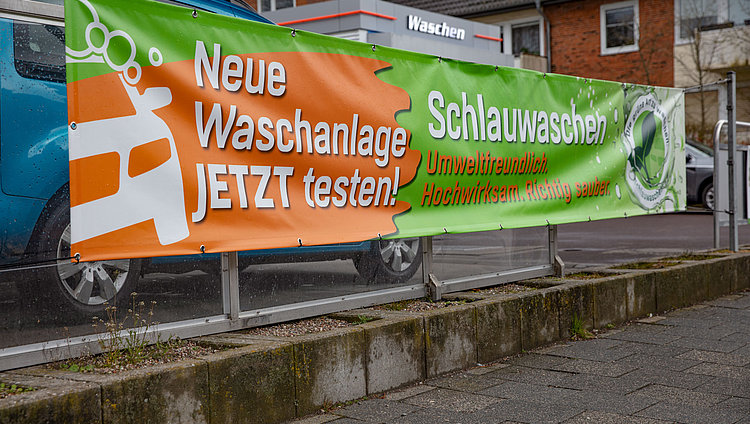 Waschen
Neue
Waschanlage
JETZT testen!
Schlauwaschen
Umweltfreundlich.
Hochwirksam. Richtig sauber.